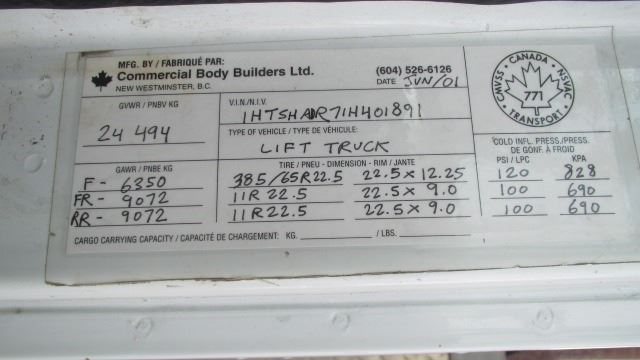 MFG. BY / FABRIQUÉ PAR:
Commercial Body Builders Ltd.
NEW WESTMINSTER, B.C.
(604) 526-6126
DATE JUN/01
GVWR / PNBV KG
24 494
V.I.N./N.I.V.
1HTSHADR71H401891
TYPE OF VEHICLE / TYPE DE VÉHICULE:
LIFT TRUCK
CANADA
CMVSS • NSVAC
771
TRANSPORT
GAWR / PNBE KG
TIRE / PNEU - DIMENSION - RIM / JANTE
COLD INFL. PRESS./PRESS.
DE GONF. À FROID
PSI / LPC KPA
F - 6350 385/65R22.5 22.5 x 12.25 120 828
FR - 9072 11R22.5 22.5 x 9.0 100 690
RR - 9072 11R22.5 22.5 x 9.0 100 690
CARGO CARRYING CAPACITY / CAPACITÉ DE CHARGEMENT: KG. / LBS.